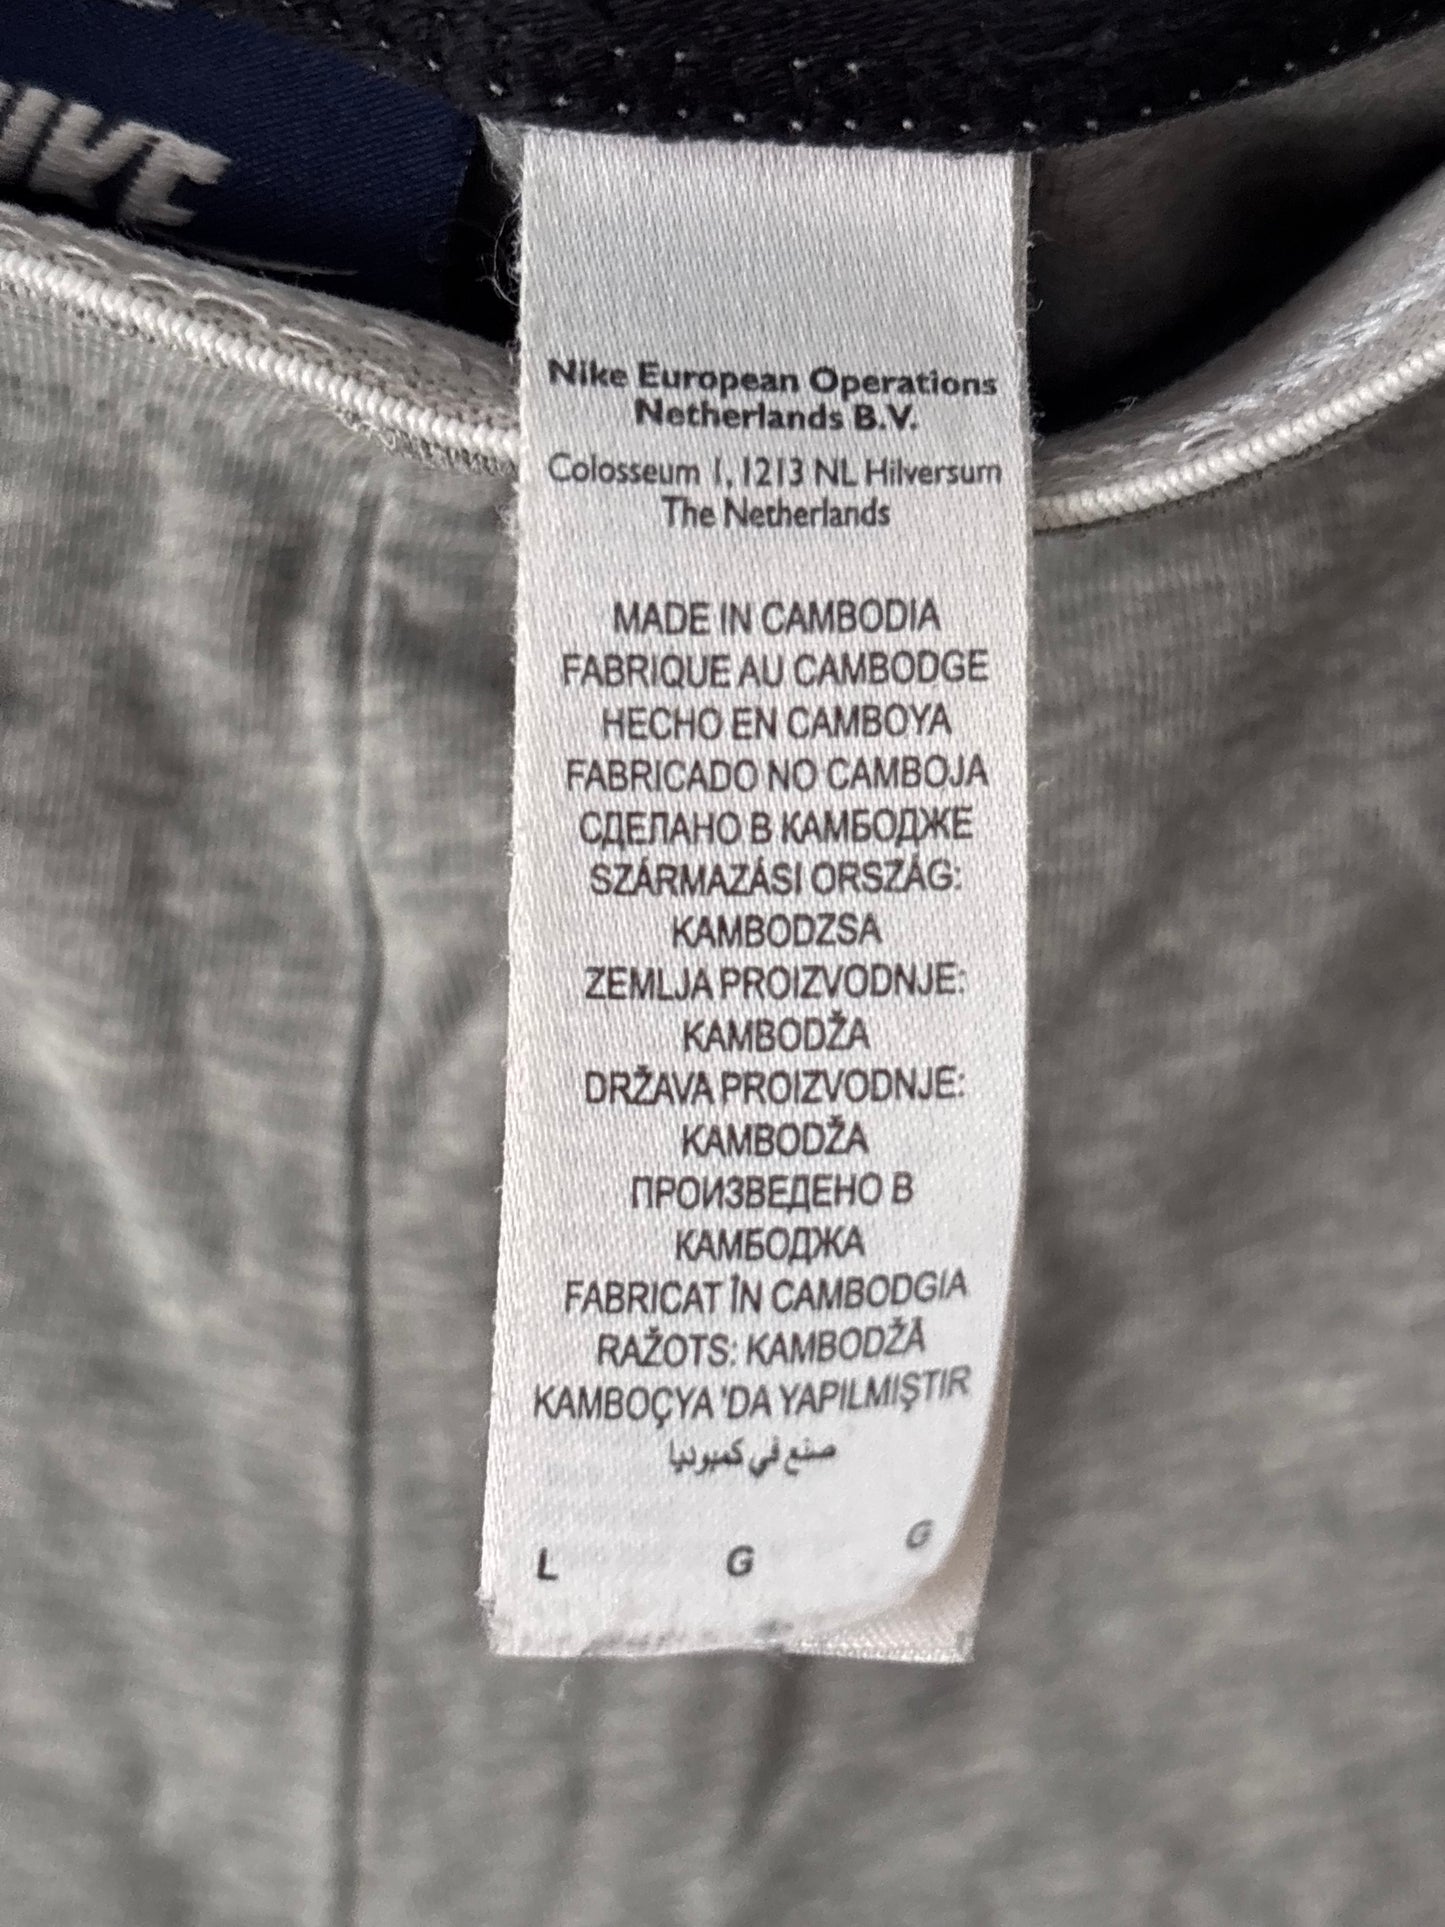 NIKE
Nike European Operations
Netherlands B.V.
Colosseum 1, 1213 NL Hilversum
The Netherlands
MADE IN CAMBODIA
FABRIQUE AU CAMBODGE
HECHO EN CAMBOYA
FABRICADO NO CAMBOJA
СДЕЛАНО В КАМБОДЖЕ
SZÁRMAZÁSI ORSZÁG:
KAMBODZSA
ZEMLJA PROIZVODNJE:
KAMBODŽA
DRŽAVA PROIZVODNJE:
KAMBODŽA
ПРОИЗВЕДЕНО В
КАМБОДЖА
FABRICAT ÎN CAMBODGIA
RAŽOTS: KAMBODŽĀ
KAMBOÇYA 'DA YAPILMIŞTIR
صنع في كمبوديا
L G G